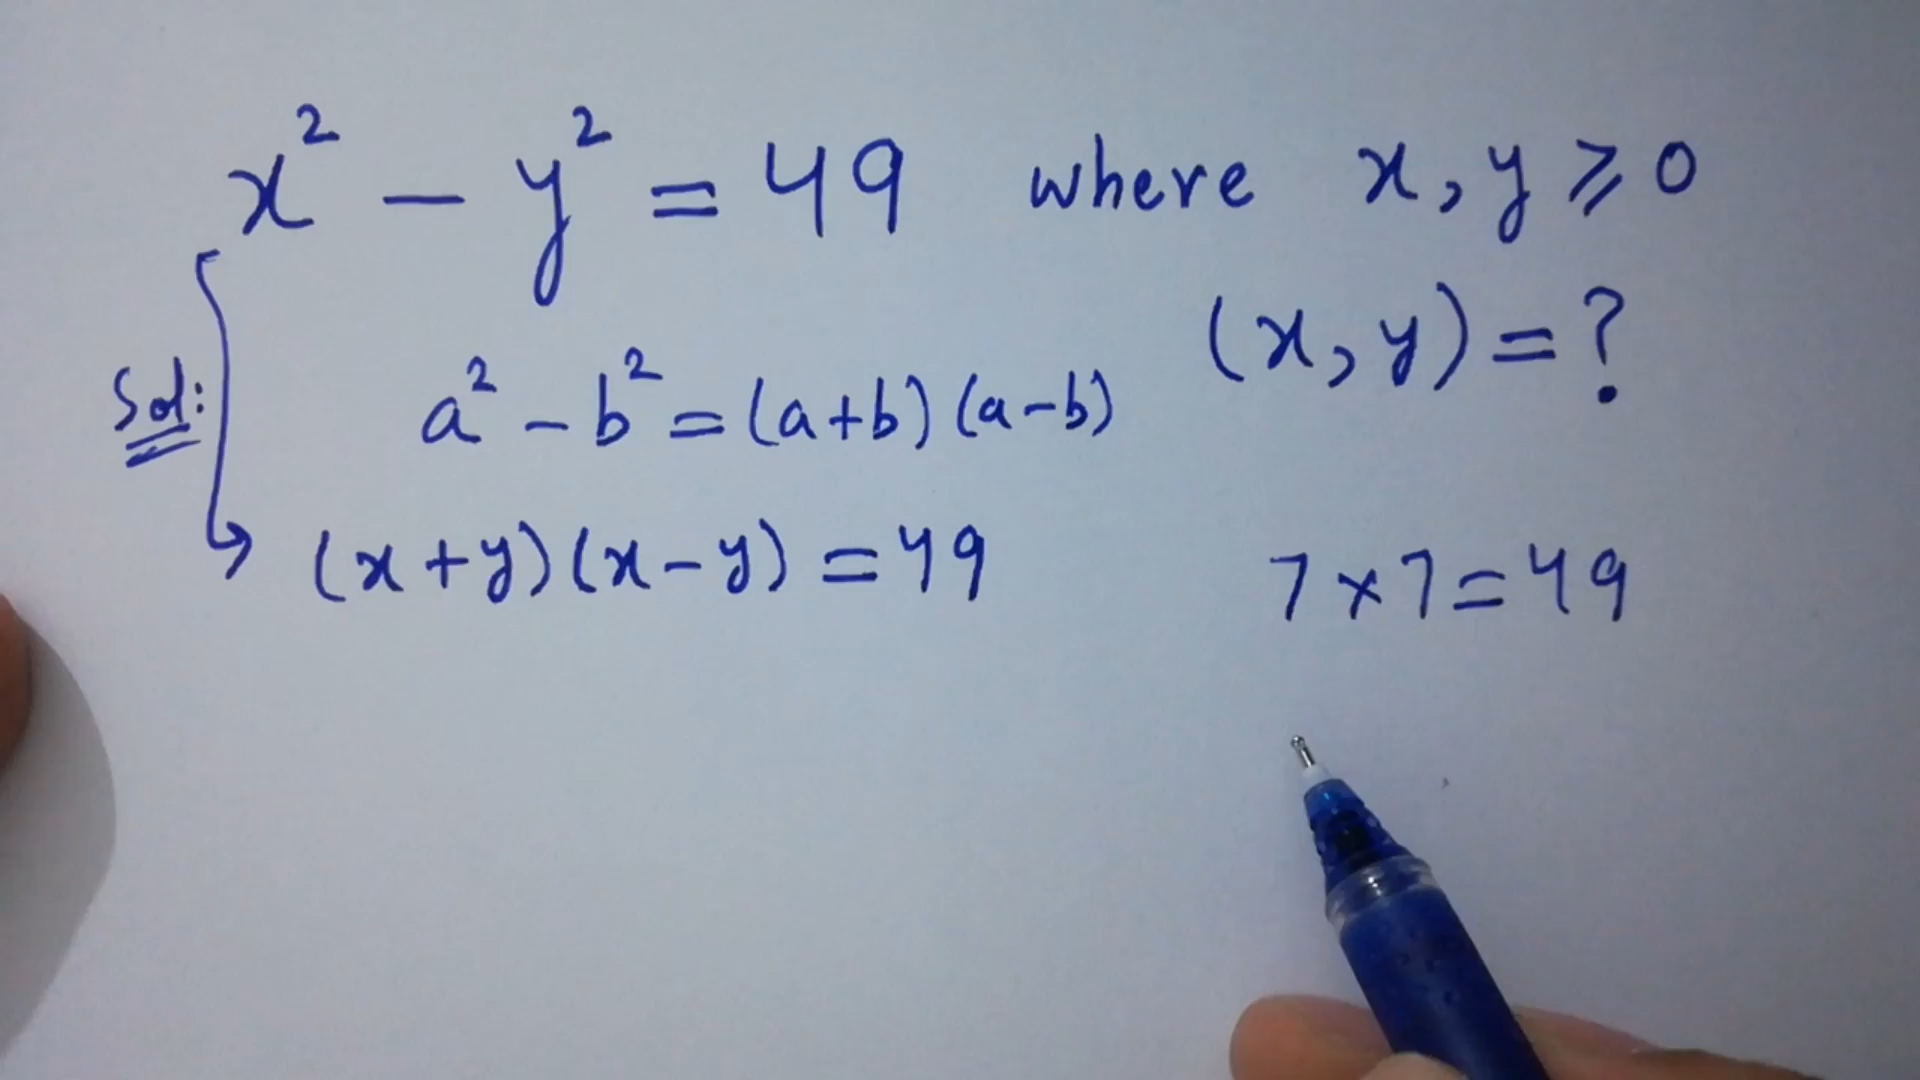 x² - y² = 49 where x, y ⩾ 0
(x, y) = ?
Sol:
a² - b² = (a+b) (a-b)
(x+y)(x-y) = 49
7 × 7 = 49